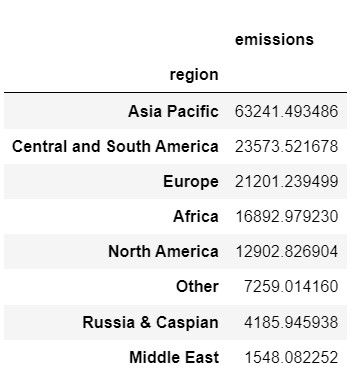 emissions
region
Asia Pacific 63241.493486
Central and South America 23573.521678
Europe 21201.239499
Africa 16892.979230
North America 12902.826904
Other 7259.014160
Russia & Caspian 4185.945938
Middle East 1548.082252